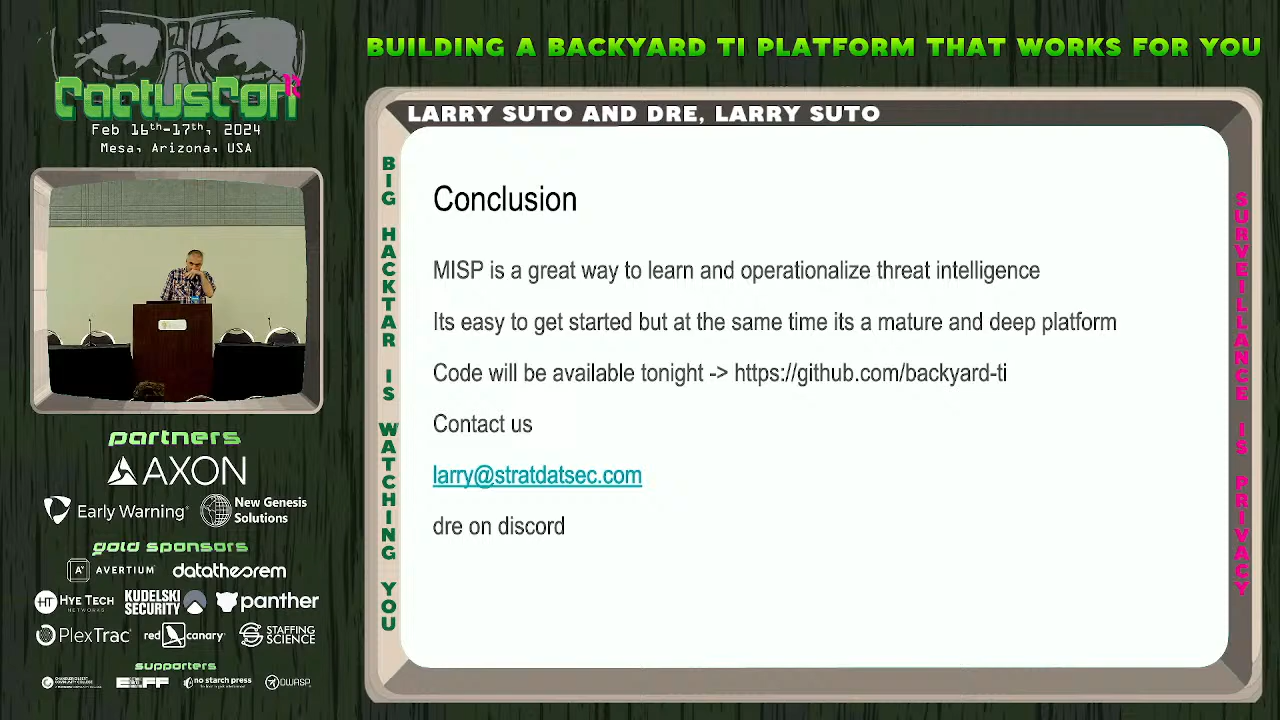 CactusCon
Feb 16th-17th, 2024
Mesa, Arizona, USA
BUILDING A BACKYARD TI PLATFORM THAT WORKS FOR YOU
LARRY SUTO AND DRE, LARRY SUTO
BIG HACKTAR IS WATCHING YOU
Conclusion
MISP is a great way to learn and operationalize threat intelligence
Its easy to get started but at the same time its a mature and deep platform
Code will be available tonight -> https://github.com/backyard-ti
Contact us
larry@stratdatsec.com
dre on discord
SURVEILLANCE IS PRIVACY
partners
AXON
Early Warning
New Genesis
Solutions
gold sponsors
AVERTIUM
datatheorem
HT HYE TECH
NETWORKS
KUDELSKI
SECURITY
panther
PlexTrac
red canary
STAFFING
SCIENCE
supporters
EFF
no starch press
OWASP